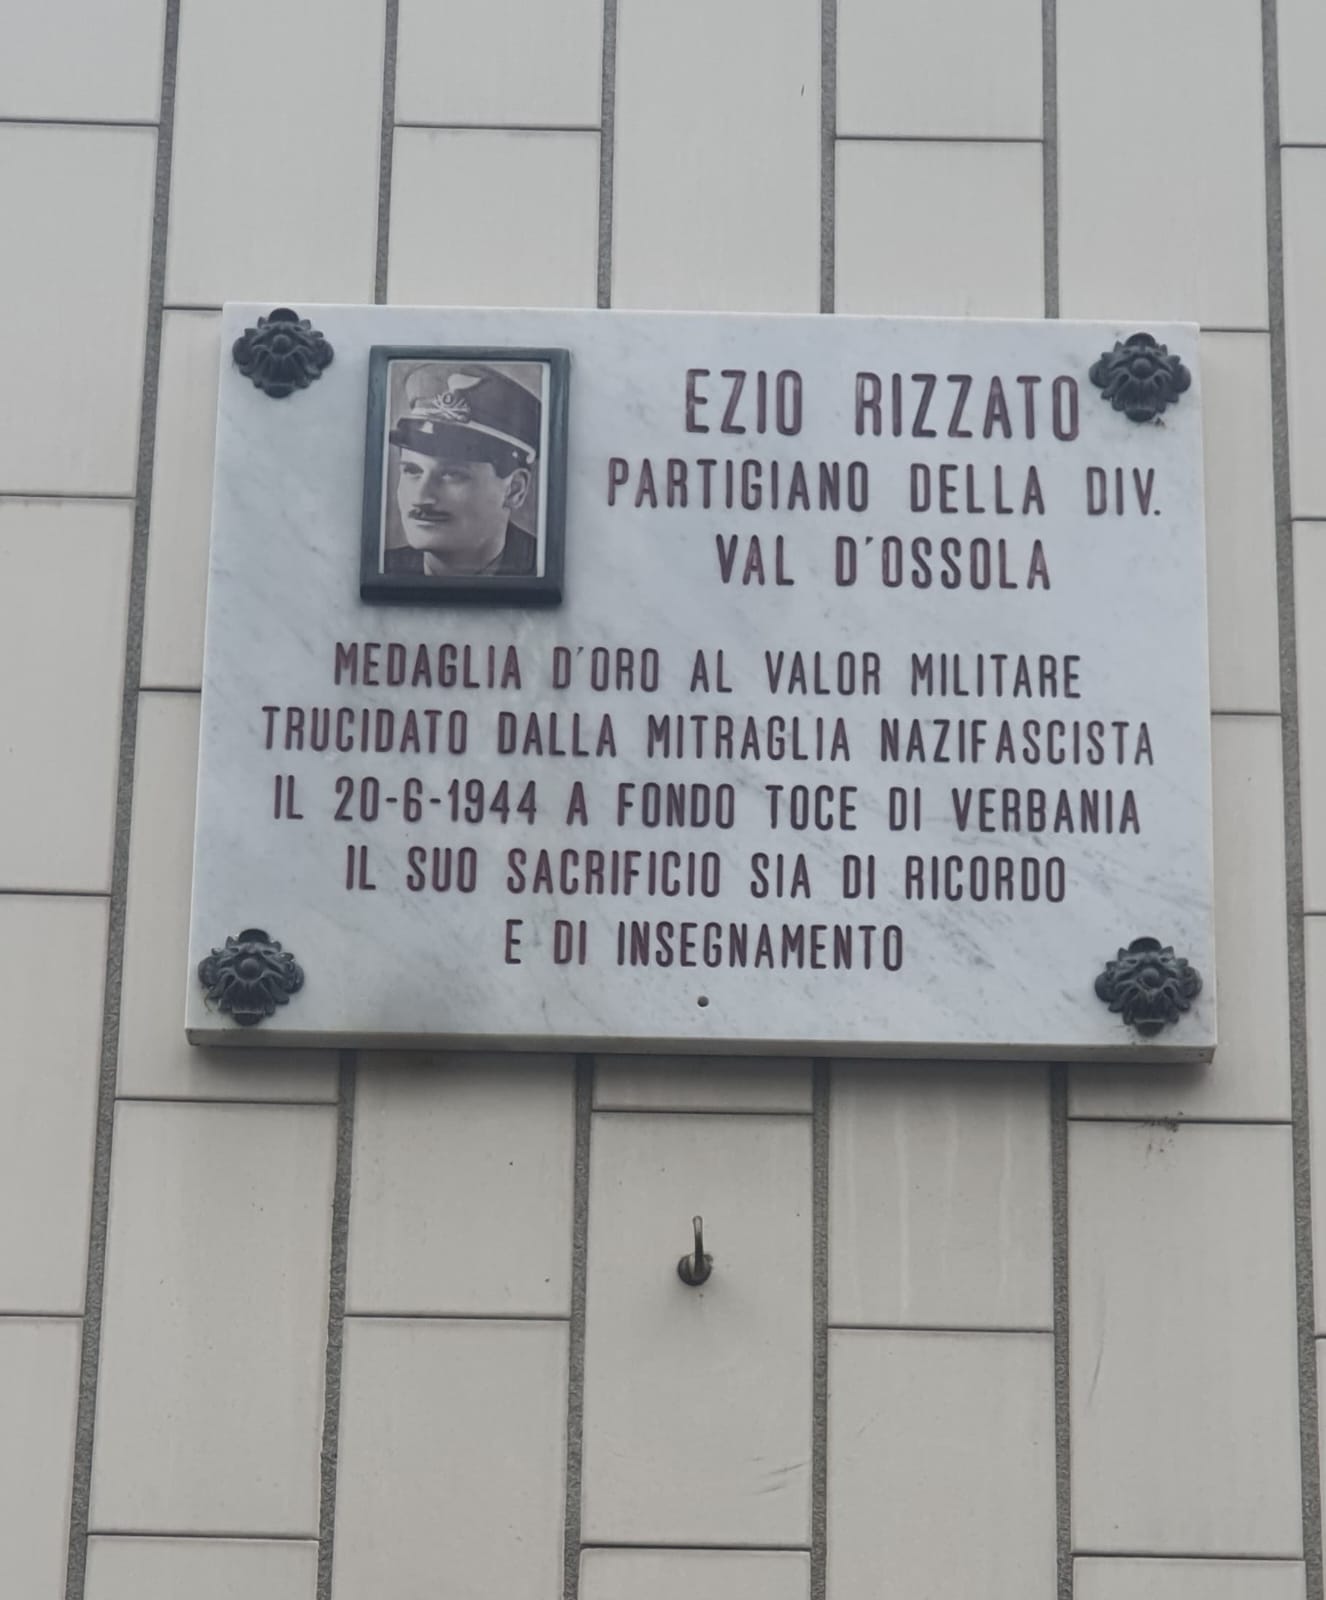 EZIO RIZZATO
PARTIGIANO DELLA DIV.
VAL D'OSSOLA
MEDAGLIA D'ORO AL VALOR MILITARE
TRUCIDATO DALLA MITRAGLIA NAZIFASCISTA
IL 20-6-1944 A FONDO TOCE DI VERBANIA
IL SUO SACRIFICIO SIA DI RICORDO
E DI INSEGNAMENTO